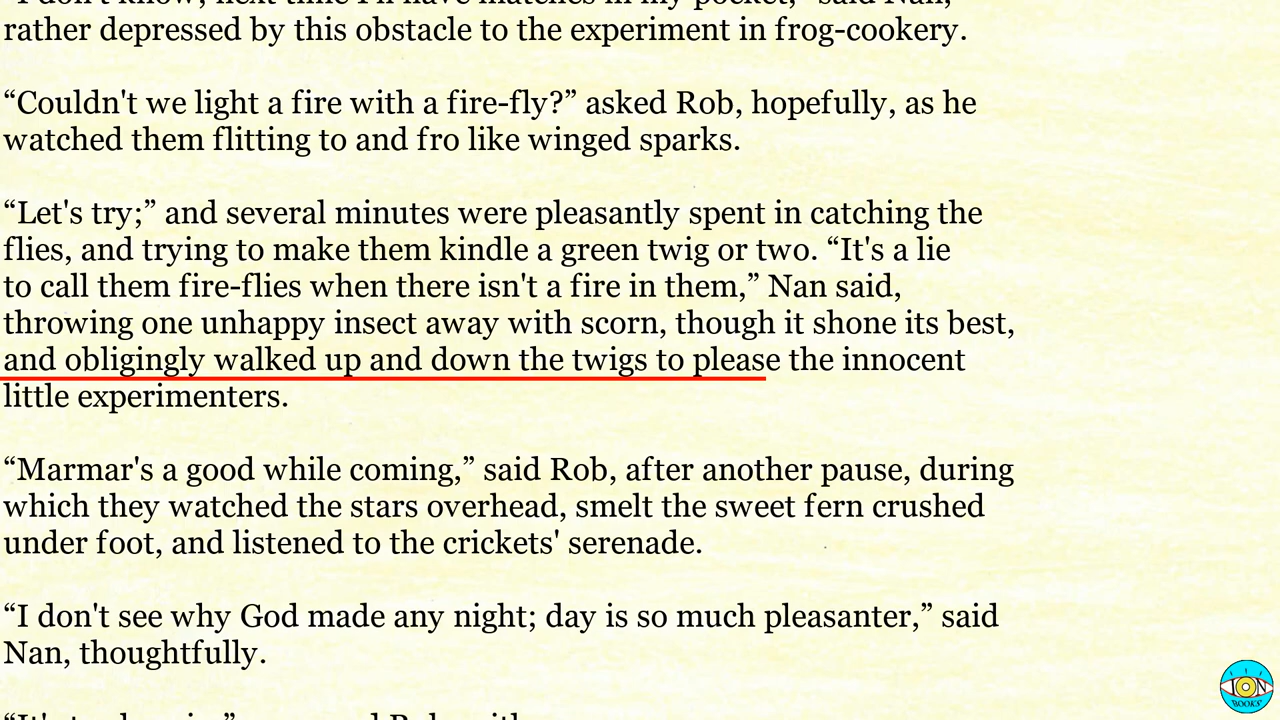 rather depressed by this obstacle to the experiment in frog-cookery.
“Couldn't we light a fire with a fire-fly?” asked Rob, hopefully, as he
watched them flitting to and fro like winged sparks.
“Let's try;” and several minutes were pleasantly spent in catching the
flies, and trying to make them kindle a green twig or two. “It's a lie
to call them fire-flies when there isn't a fire in them,” Nan said,
throwing one unhappy insect away with scorn, though it shone its best,
and obligingly walked up and down the twigs to please the innocent
little experimenters.
“Marmar's a good while coming,” said Rob, after another pause, during
which they watched the stars overhead, smelt the sweet fern crushed
under foot, and listened to the crickets' serenade.
“I don't see why God made any night; day is so much pleasanter,” said
Nan, thoughtfully.
ION
BOOKS